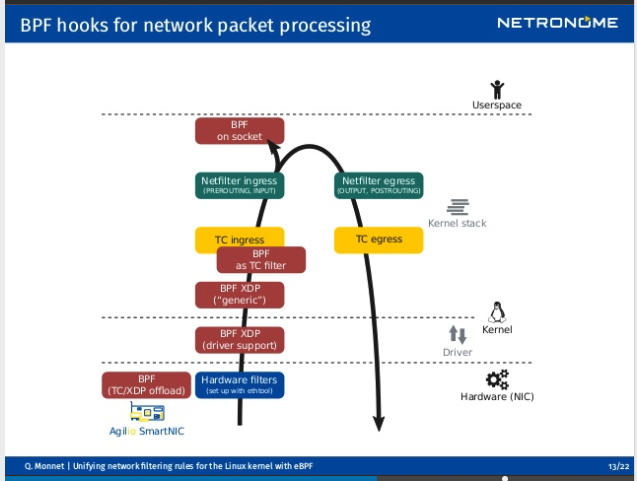 BPF hooks for network packet processing
NETRONOME
Userspace
BPF
on socket
Netfilter ingress
(PREROUTING, INPUT)
Netfilter egress
(OUTPUT, POSTROUTING)
Kernel stack
TC ingress
TC egress
BPF
as TC filter
BPF XDP
("generic")
Kernel
BPF XDP
(driver support)
Driver
BPF
(TC/XDP offload)
Hardware filters
(set up with ethtool)
Hardware (NIC)
Agilio SmartNIC
Q. Monnet | Unifying network filtering rules for the Linux kernel with eBPF
13/22